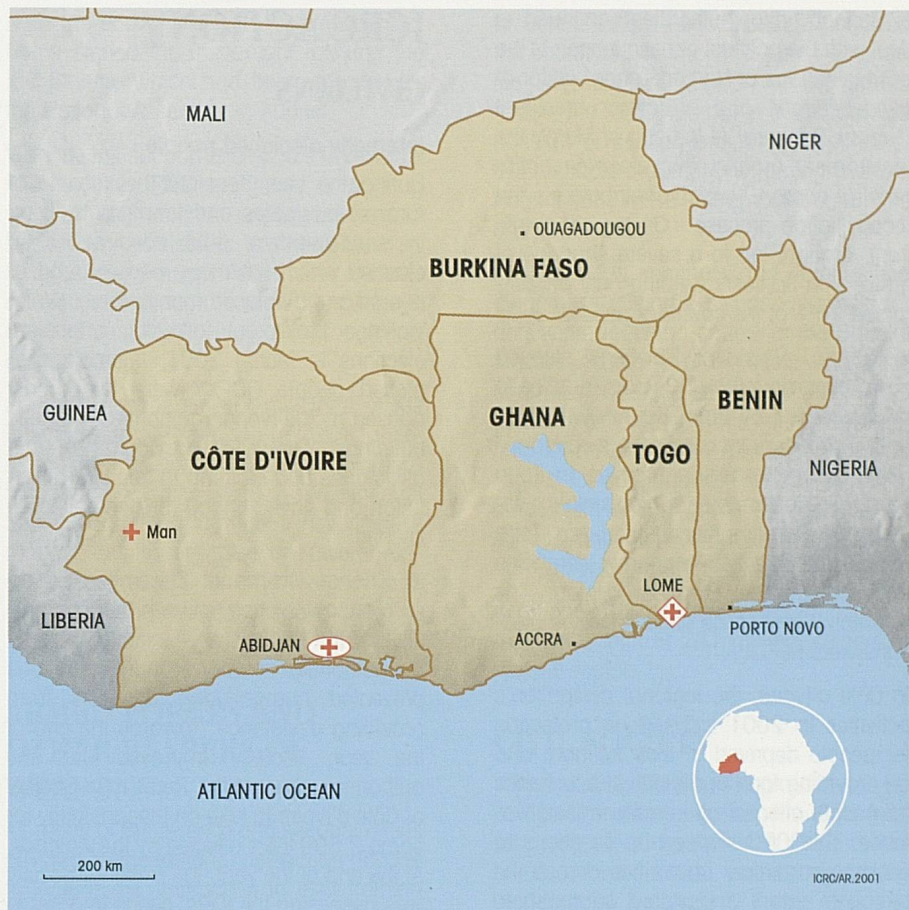 MALI
NIGER
OUAGADOUGOU
BURKINA FASO
BENIN
GUINEA
GHANA
CÔTE D'IVOIRE
TOGO
NIGERIA
Man
LOME
LIBERIA
PORTO NOVO
ABIDJAN
ACCRA
ATLANTIC OCEAN
200 km
ICRC/AR.2001